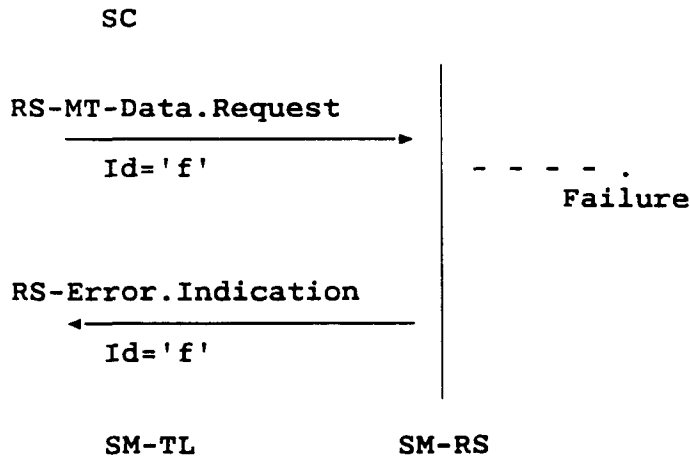 SC
RS-MT-Data.Request
Id='f'
Failure
RS-Error.Indication
Id='f'
SM-TL SM-RS